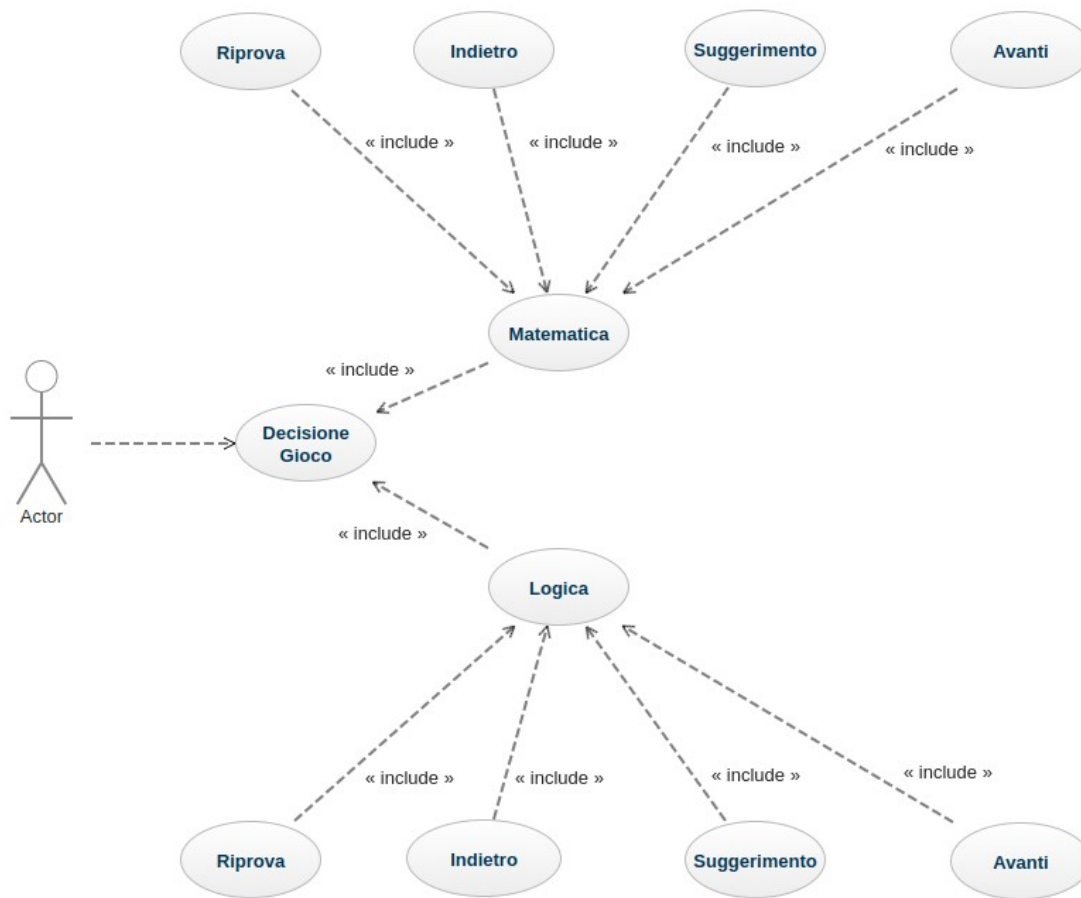 Riprova
Indietro
Suggerimento
Avanti
« include »
« include »
« include »
« include »
Matematica
« include »
Decisione
Gioco
Actor
« include »
Logica
« include »
« include »
« include »
« include »
Riprova
Indietro
Suggerimento
Avanti